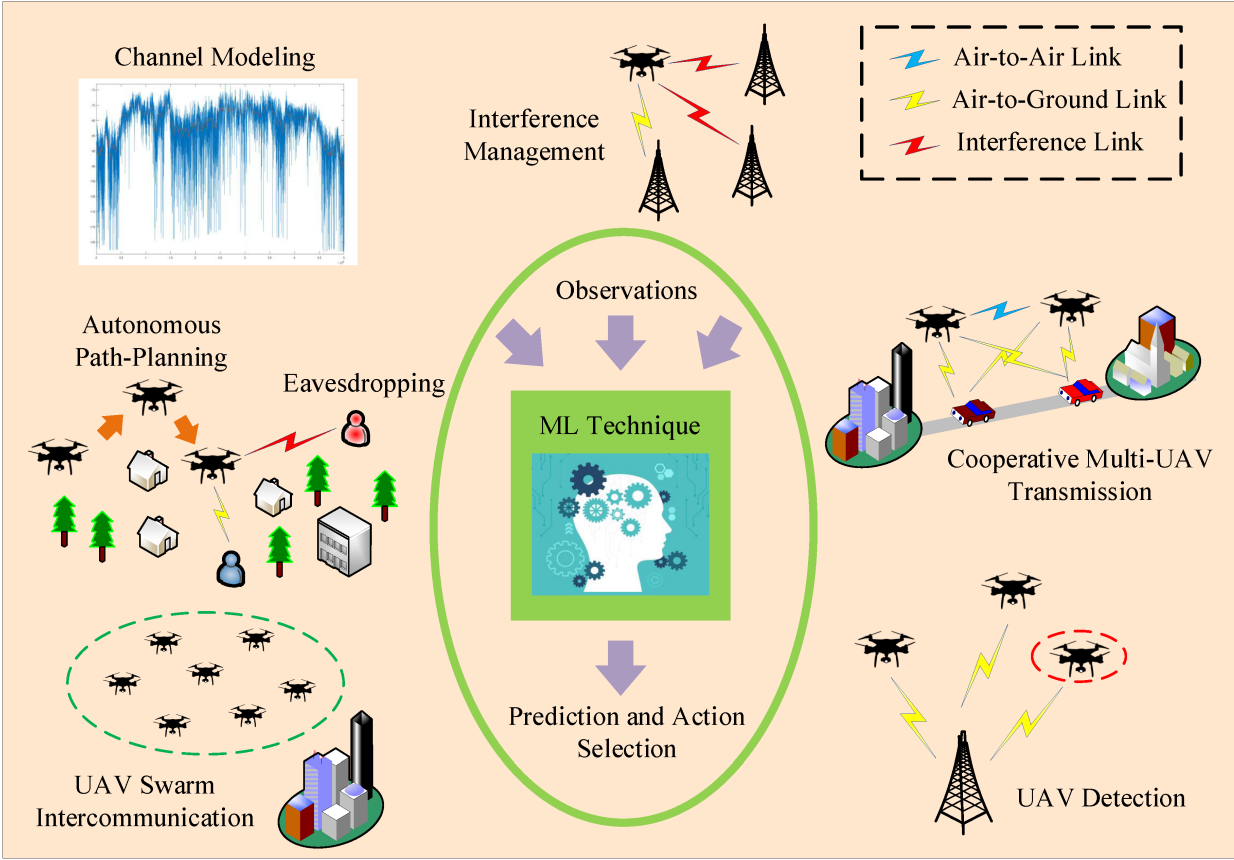 Channel Modeling
Interference
Management
Air-to-Air Link
Air-to-Ground Link
Interference Link
Observations
Autonomous
Path-Planning
Eavesdropping
ML Technique
Cooperative Multi-UAV
Transmission
Prediction and Action
Selection
UAV Swarm
Intercommunication
UAV Detection